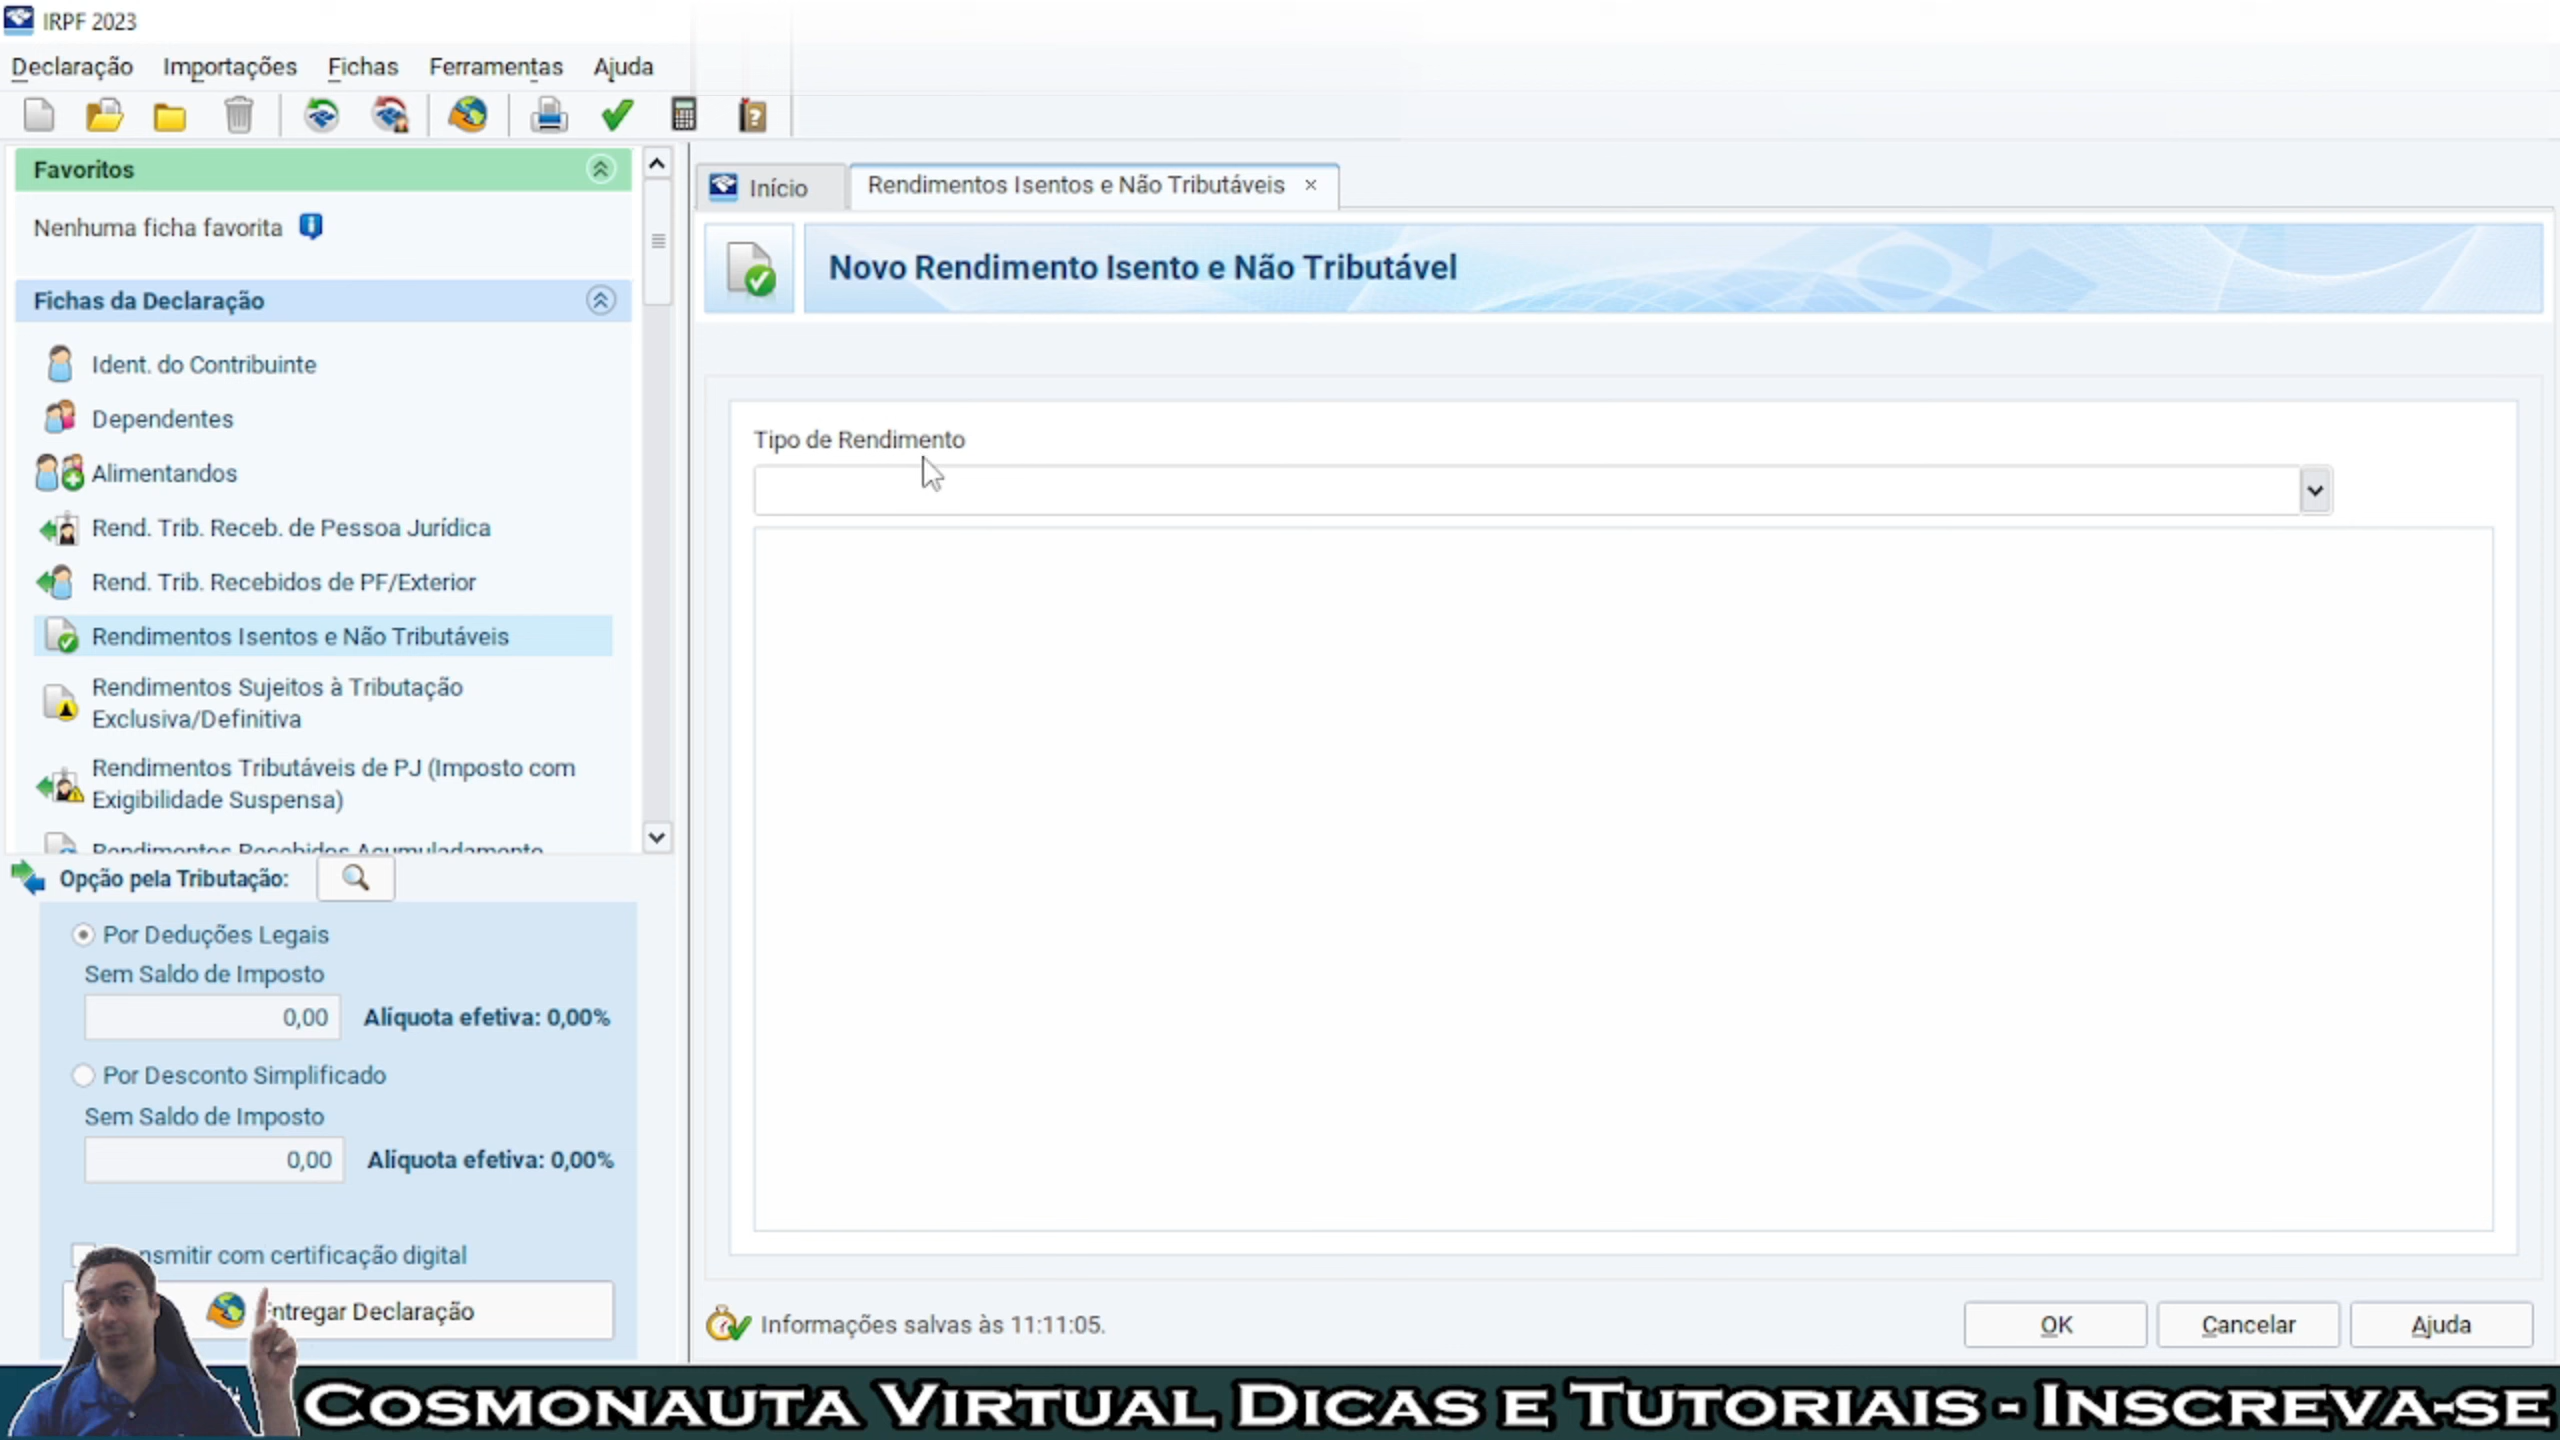 IRPF 2023
Declaração Importações Fichas Ferramentas Ajuda
Favoritos
Nenhuma ficha favorita
Fichas da Declaração
Ident. do Contribuinte
Dependentes
Alimentandos
Rend. Trib. Receb. de Pessoa Jurídica
Rend. Trib. Recebidos de PF/Exterior
Rendimentos Isentos e Não Tributáveis
Rendimentos Sujeitos à Tributação
Exclusiva/Definitiva
Rendimentos Tributáveis de PJ (Imposto com
Exigibilidade Suspensa)
Rendimentos Recebidos Acumuladamente
Opção pela Tributação:
Por Deduções Legais
Sem Saldo de Imposto
0,00 Alíquota efetiva: 0,00%
Por Desconto Simplificado
Sem Saldo de Imposto
0,00 Alíquota efetiva: 0,00%
nsmitir com certificação digital
ntregar Declaração
Início Rendimentos Isentos e Não Tributáveis ×
Novo Rendimento Isento e Não Tributável
Tipo de Rendimento
Informações salvas às 11:11:05.
OK Cancelar Ajuda
Cosmonauta Virtual Dicas e Tutoriais - Inscreva-se